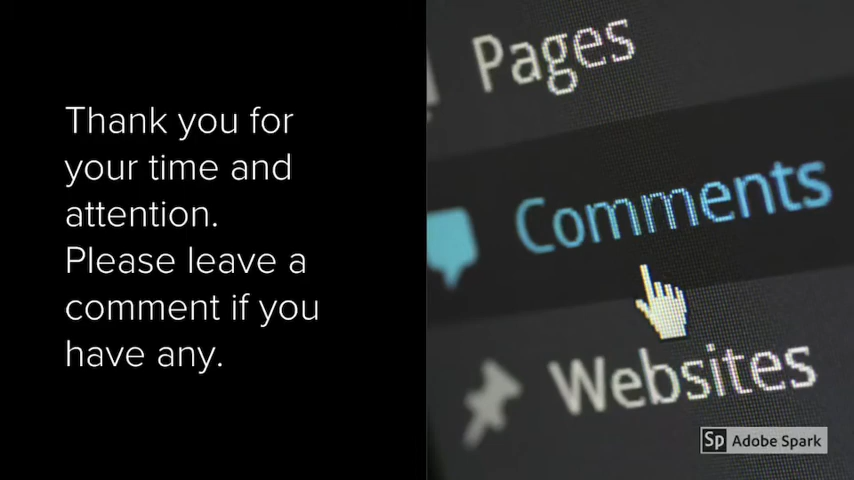 Thank you for
your time and
attention.
Please leave a
comment if you
have any.
Pages
Comments
Websites
Sp Adobe Spark